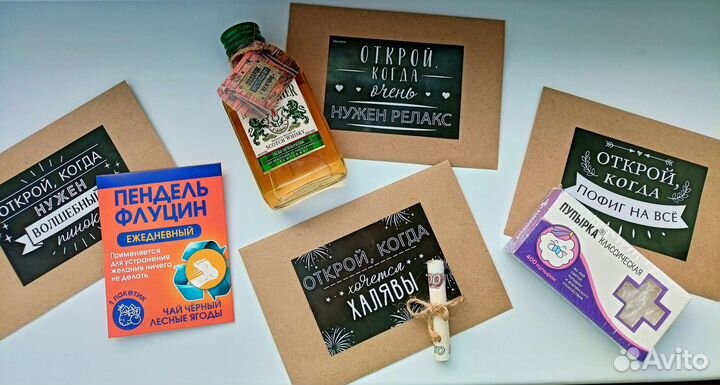 ОТКРОЙ,
КОГДА
очень
НУЖЕН РЕЛАКС
SCOTCH WHISKY
ОТКРОЙ, КОГДА
НУЖЕН
ВОЛШЕБНЫЙ
пинок
ПЕНДЕЛЬ
ФЛУЦИН
ЕЖЕДНЕВНЫЙ
Применяется
для устранения
желания ничего
не делать
1 пакетик
ЧАЙ ЧЁРНЫЙ
ЛЕСНЫЕ ЯГОДЫ
ОТКРОЙ, КОГДА
хочется
ХАЛЯВЫ
ОТКРОЙ,
КОГДА
ПОФИГ НА ВСЁ
ПУПЫРКА
КЛАССИЧЕСКАЯ
400 пупырок
Avito